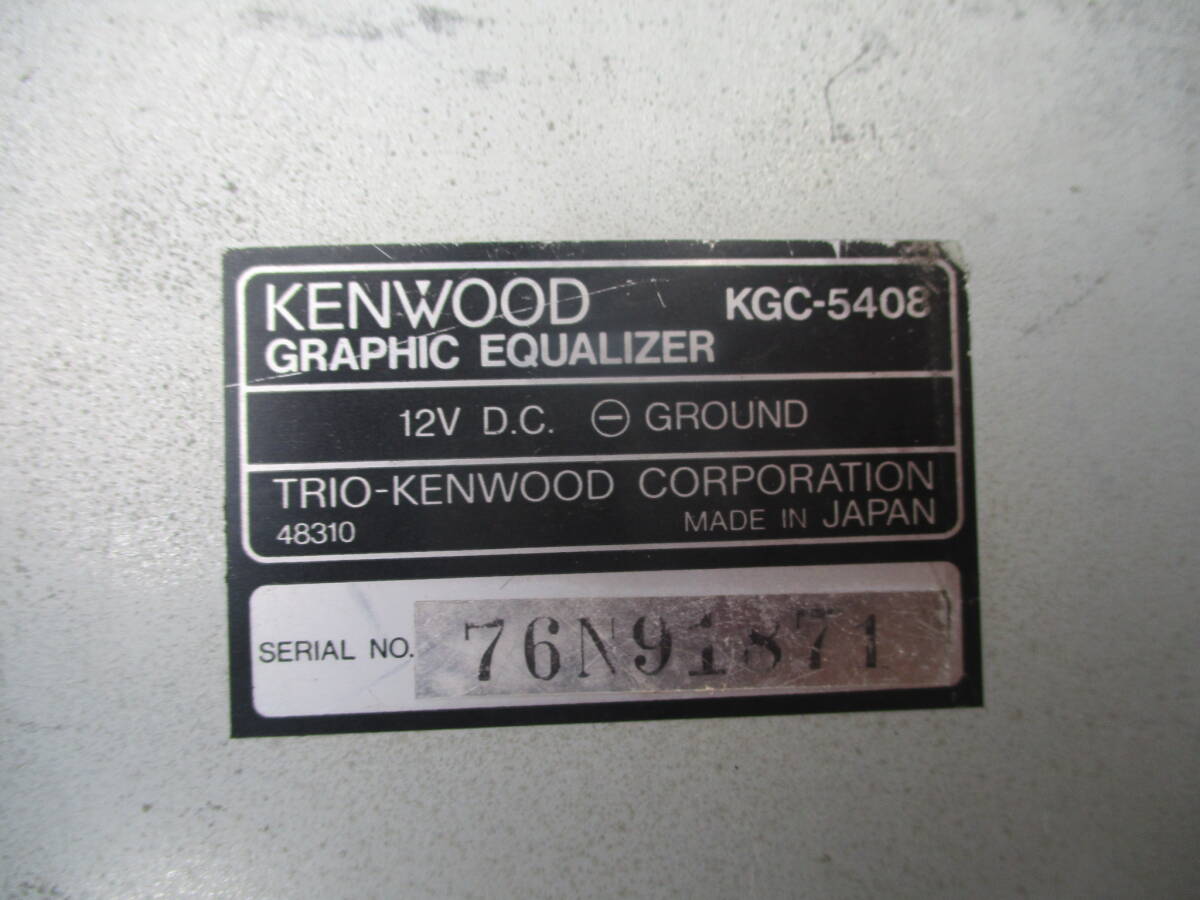 KENWOOD KGC-5408
GRAPHIC EQUALIZER
12V D.C. ⊖ GROUND
TRIO-KENWOOD CORPORATION
48310 MADE IN JAPAN
SERIAL NO. 76N91871